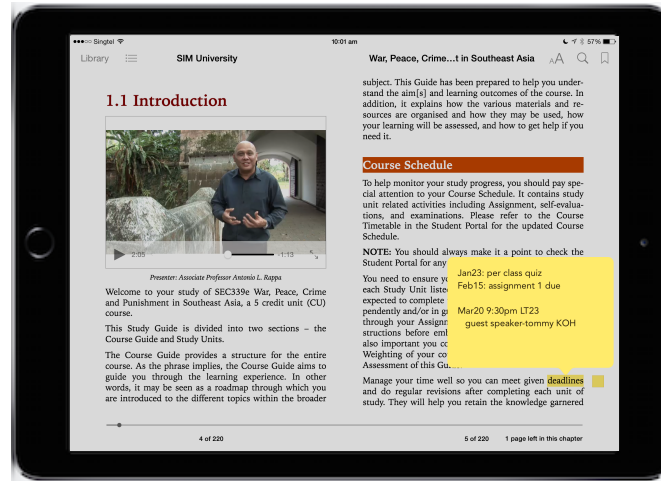 Singtel
10:01 am
57%
Library
SIM University
War, Peace, Crime...t in Southeast Asia
AA
1.1 Introduction
2:05
-1:13
Presenter: Associate Professor Antonio L. Rappa
Welcome to your study of SEC339e War, Peace, Crime
and Punishment in Southeast Asia, a 5 credit unit (CU)
course.
This Study Guide is divided into two sections – the
Course Guide and Study Units.
The Course Guide provides a structure for the entire
course. As the phrase implies, the Course Guide aims to
guide you through the learning experience. In other
words, it may be seen as a roadmap through which you
are introduced to the different topics within the broader
4 of 220
subject. This Guide has been prepared to help you under-
stand the aim[s] and learning outcomes of the course. In
addition, it explains how the various materials and re-
sources are organised and how they may be used, how
your learning will be assessed, and how to get help if you
need it.
Course Schedule
To help monitor your study progress, you should pay spe-
cial attention to your Course Schedule. It contains study
unit related activities including Assignment, self-evalua-
tions, and examinations. Please refer to the Course
Timetable in the Student Portal for the updated Course
Schedule.
NOTE: You should always make it a point to check the
Student Portal for any
You need to ensure
each Study Unit liste
expected to complete
pendently and/or in g
through your Assign
structions before emb
also important you co
Weighting of your co
Assessment of this Gu
Jan23: per class quiz
Feb15: assignment 1 due
Mar20 9:30pm LT23
guest speaker-tommy KOH
Manage your time well so you can meet given deadlines
and do regular revisions after completing each unit of
study. They will help you retain the knowledge garnered
5 of 220
1 page left in this chapter